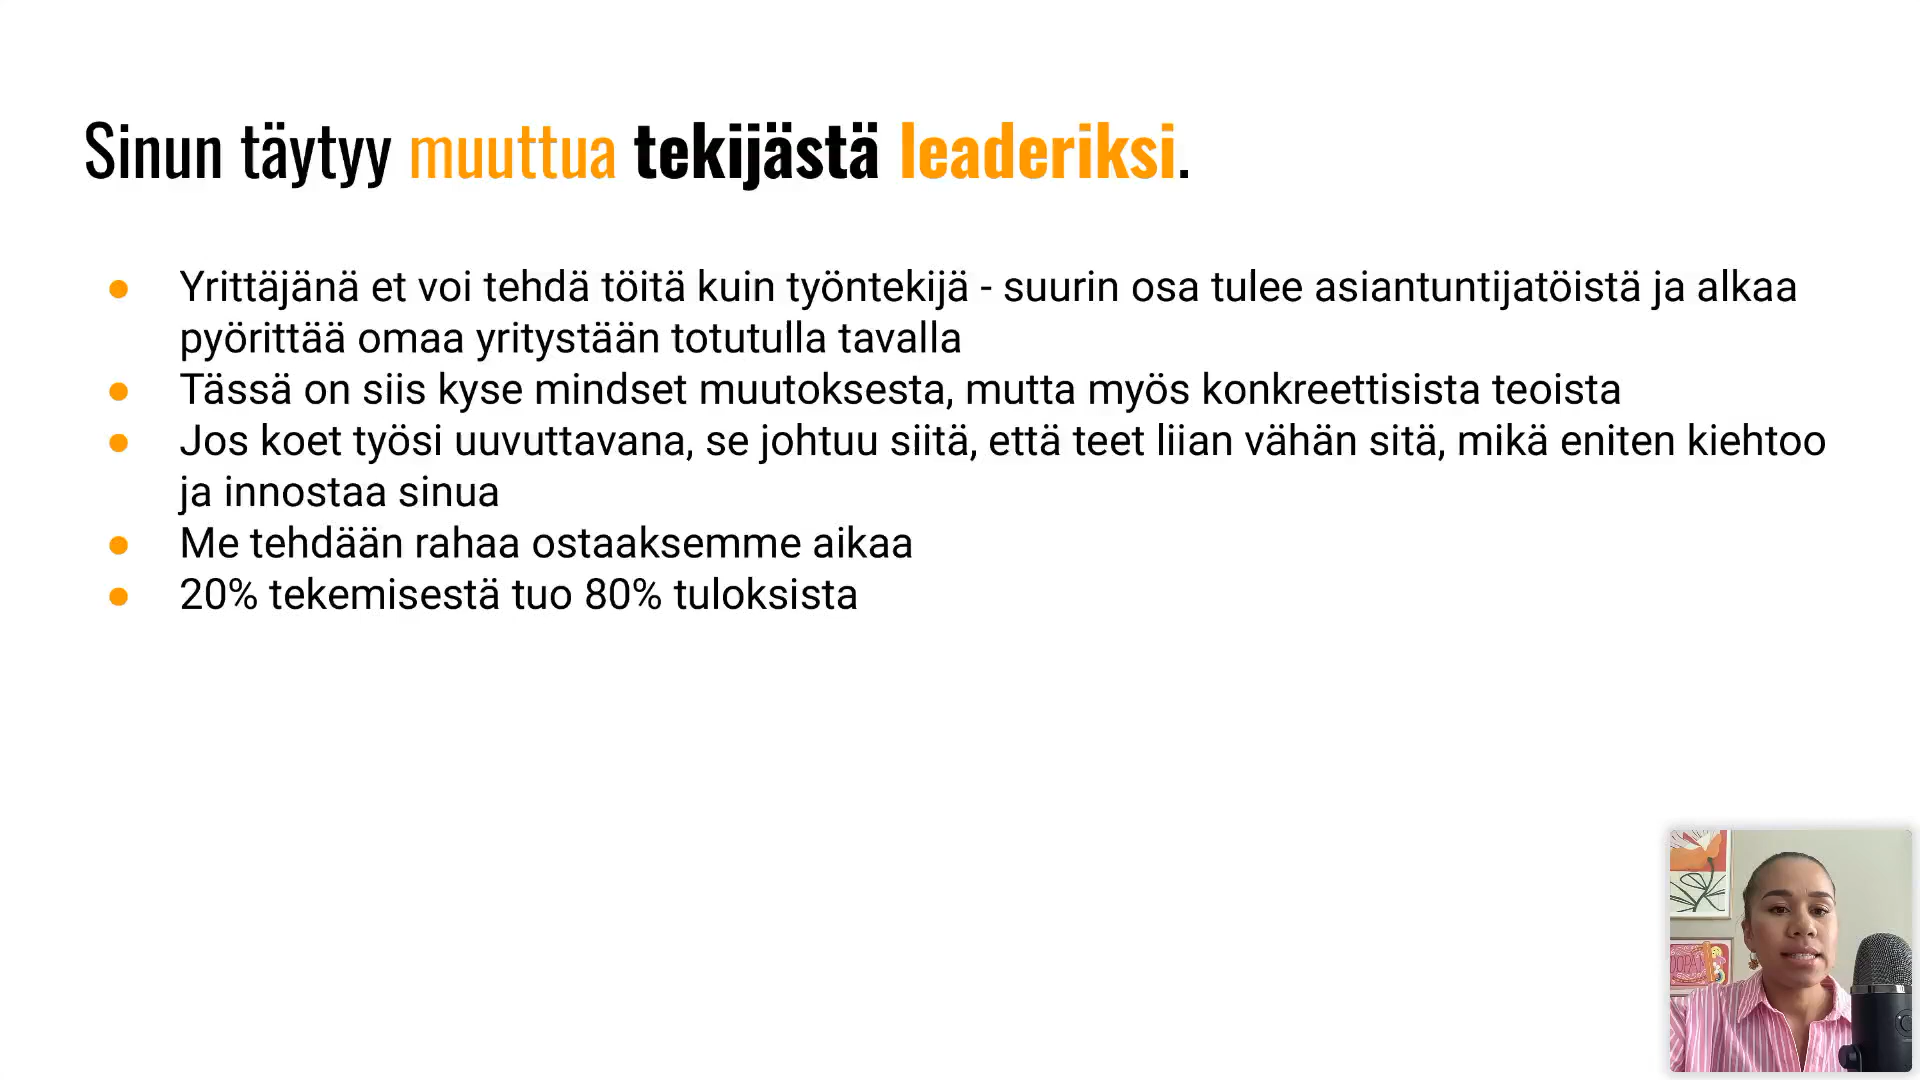 Sinun täytyy muuttua tekijästä leaderiksi.
● Yrittäjänä et voi tehdä töitä kuin työntekijä - suurin osa tulee asiantuntijatöistä ja alkaa
pyörittää omaa yritystään totutulla tavalla
● Tässä on siis kyse mindset muutoksesta, mutta myös konkreettisista teoista
● Jos koet työsi uuvuttavana, se johtuu siitä, että teet liian vähän sitä, mikä eniten kiehtoo
ja innostaa sinua
● Me tehdään rahaa ostaaksemme aikaa
● 20% tekemisestä tuo 80% tuloksista